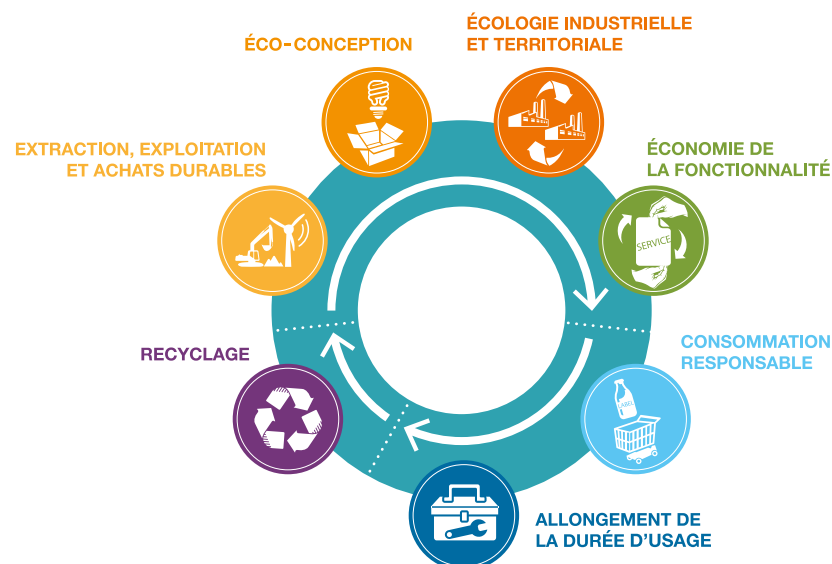 ÉCOLOGIE INDUSTRIELLE
ET TERRITORIALE
ÉCO-CONCEPTION
EXTRACTION, EXPLOITATION
ET ACHATS DURABLES
ÉCONOMIE DE
LA FONCTIONNALITÉ
SERVICE
RECYCLAGE
CONSOMMATION
RESPONSABLE
LABEL
ALLONGEMENT DE
LA DURÉE D'USAGE